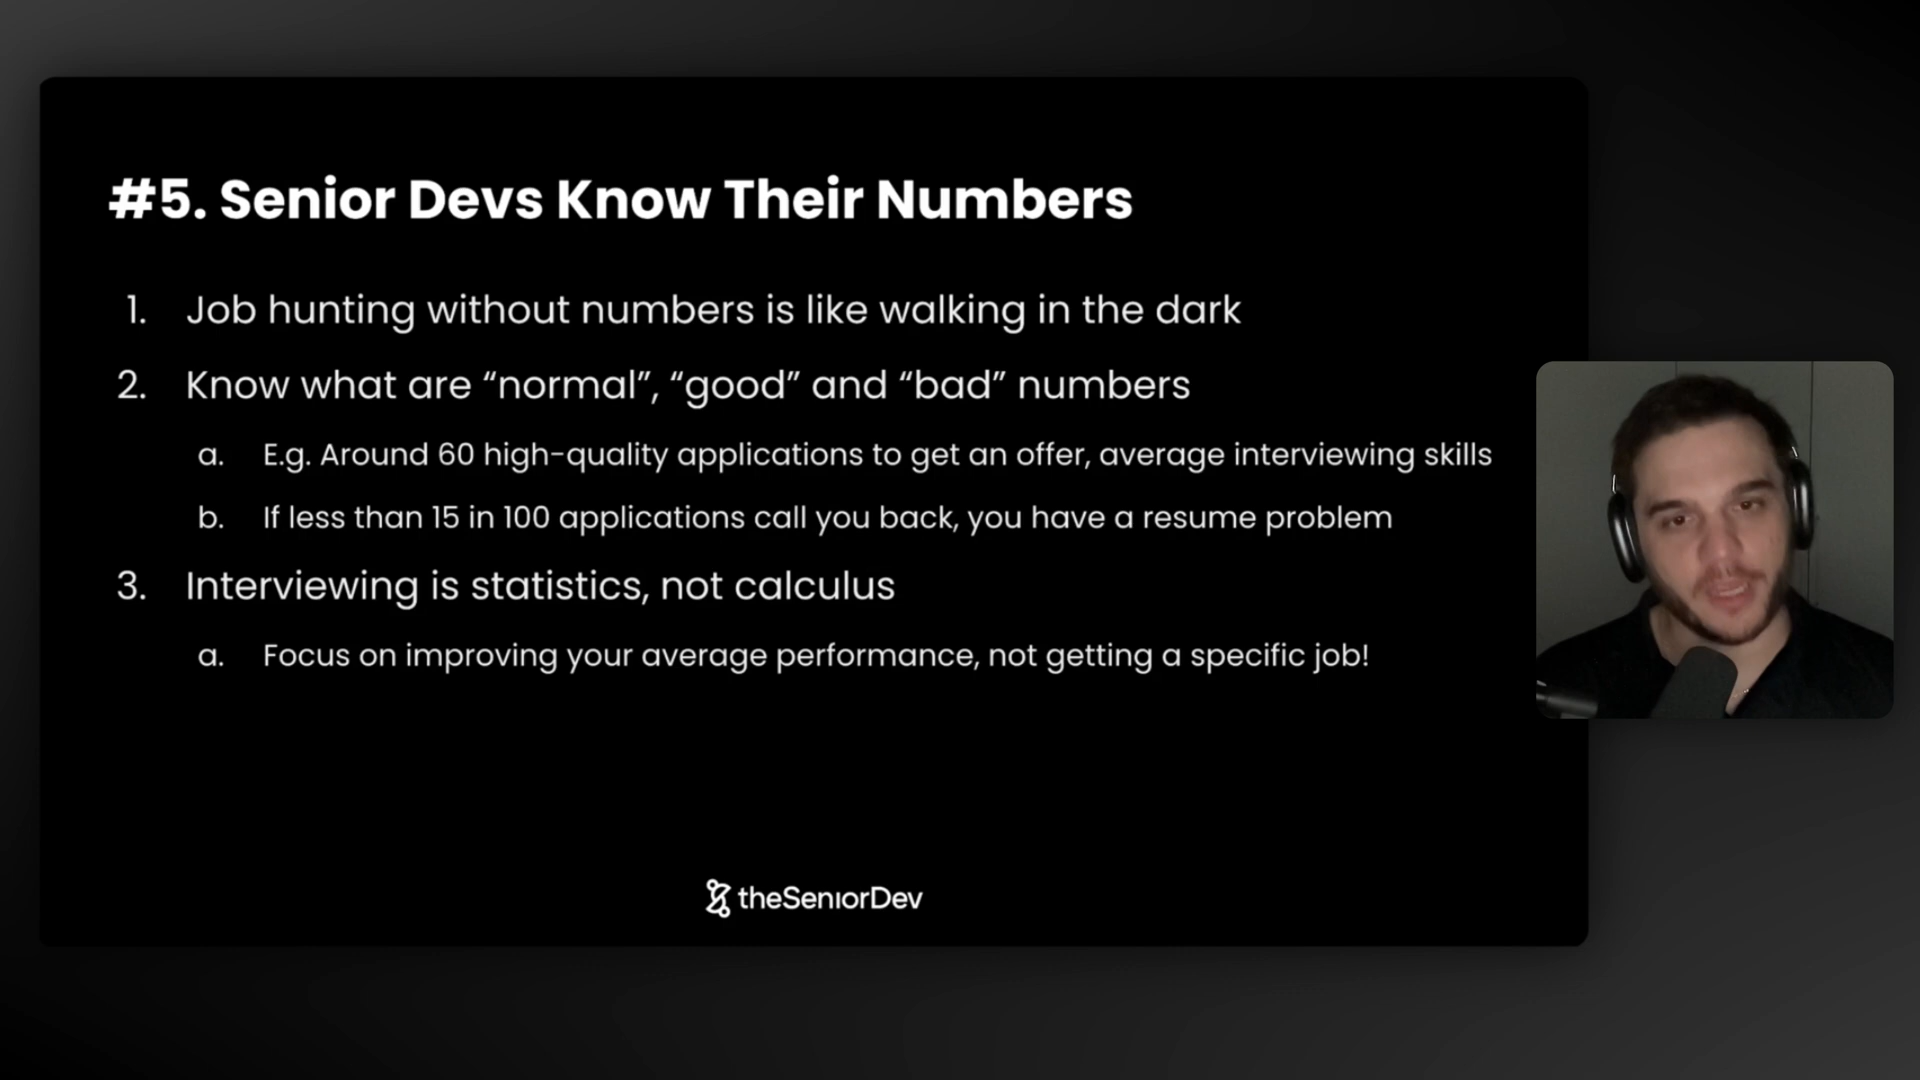 #5. Senior Devs Know Their Numbers
1. Job hunting without numbers is like walking in the dark
2. Know what are “normal”, “good” and “bad” numbers
a. E.g. Around 60 high-quality applications to get an offer, average interviewing skills
b. If less than 15 in 100 applications call you back, you have a resume problem
3. Interviewing is statistics, not calculus
a. Focus on improving your average performance, not getting a specific job!
theSeniorDev